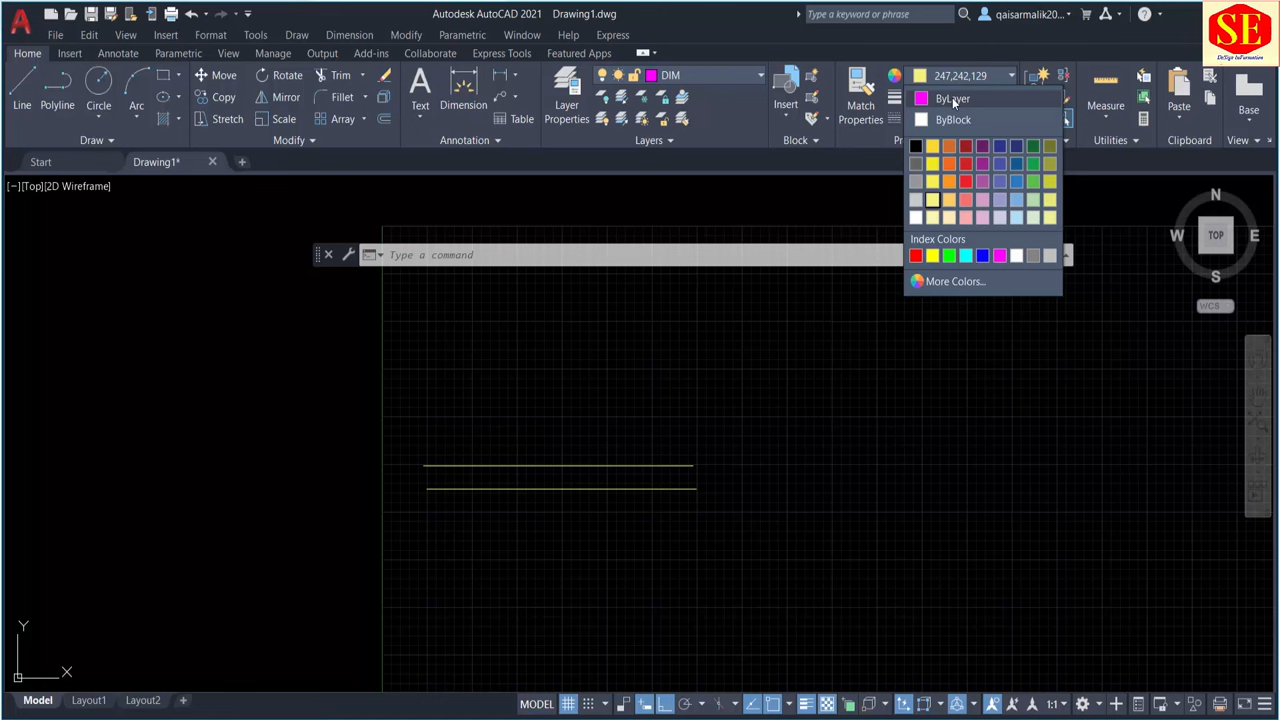 Autodesk AutoCAD 2021 Drawing1.dwg
Type a keyword or phrase
qaisarmalik20...
SE
DeSign InFormation
File Edit View Insert Format Tools Draw Dimension Modify Parametric Window Help Express
Home Insert Annotate Parametric View Manage Output Add-ins Collaborate Express Tools Featured Apps
Line Polyline Circle Arc
Move Rotate Trim
Copy Mirror Fillet
Stretch Scale Array
Text Dimension Table
Layer Properties
DIM
Insert
Match Properties
247,242,129
Measure
Paste
Base
Draw Modify Annotation Layers Block Utilities Clipboard View
ByLayer
ByBlock
Index Colors
More Colors...
Start Drawing1*
[−][Top][2D Wireframe]
Type a command
N
W TOP E
S
WCS
Y
X
Model Layout1 Layout2
MODEL
1:1